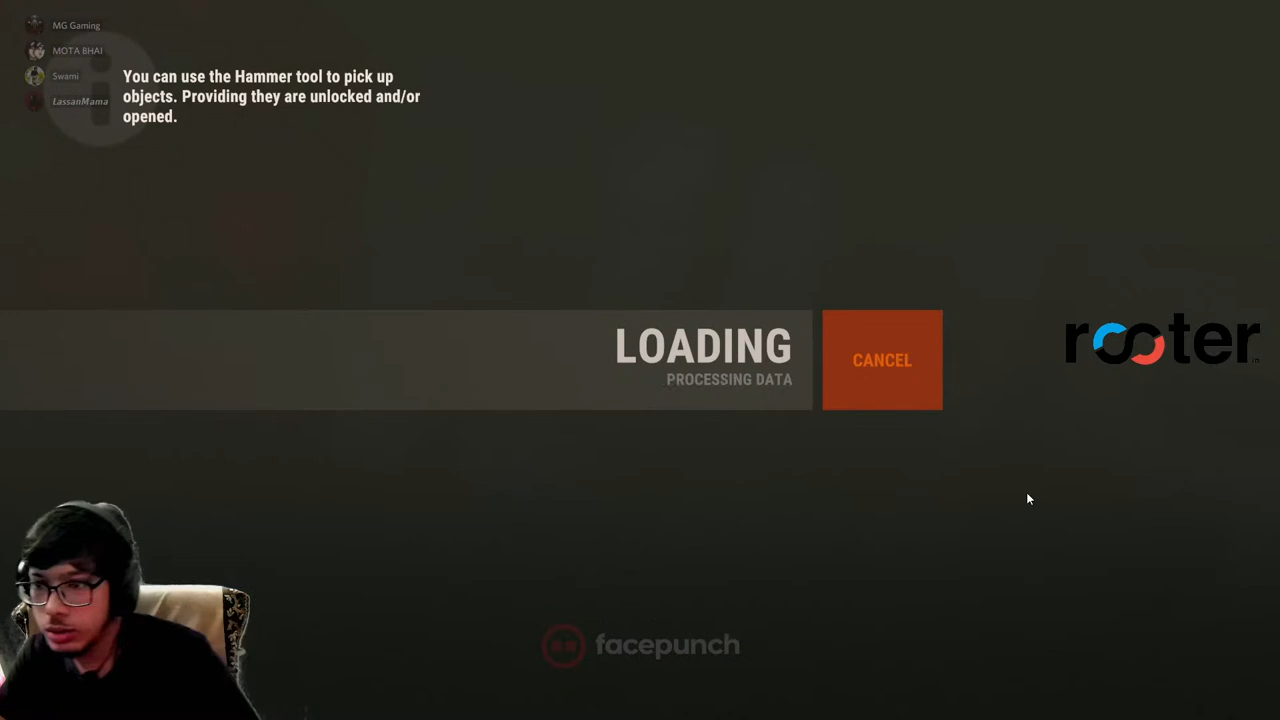 MG Gaming
MOTA BHAI
Swami
LassanMama
You can use the Hammer tool to pick up
objects. Providing they are unlocked and/or
opened.
LOADING
PROCESSING DATA
CANCEL
rooter.
facepunch